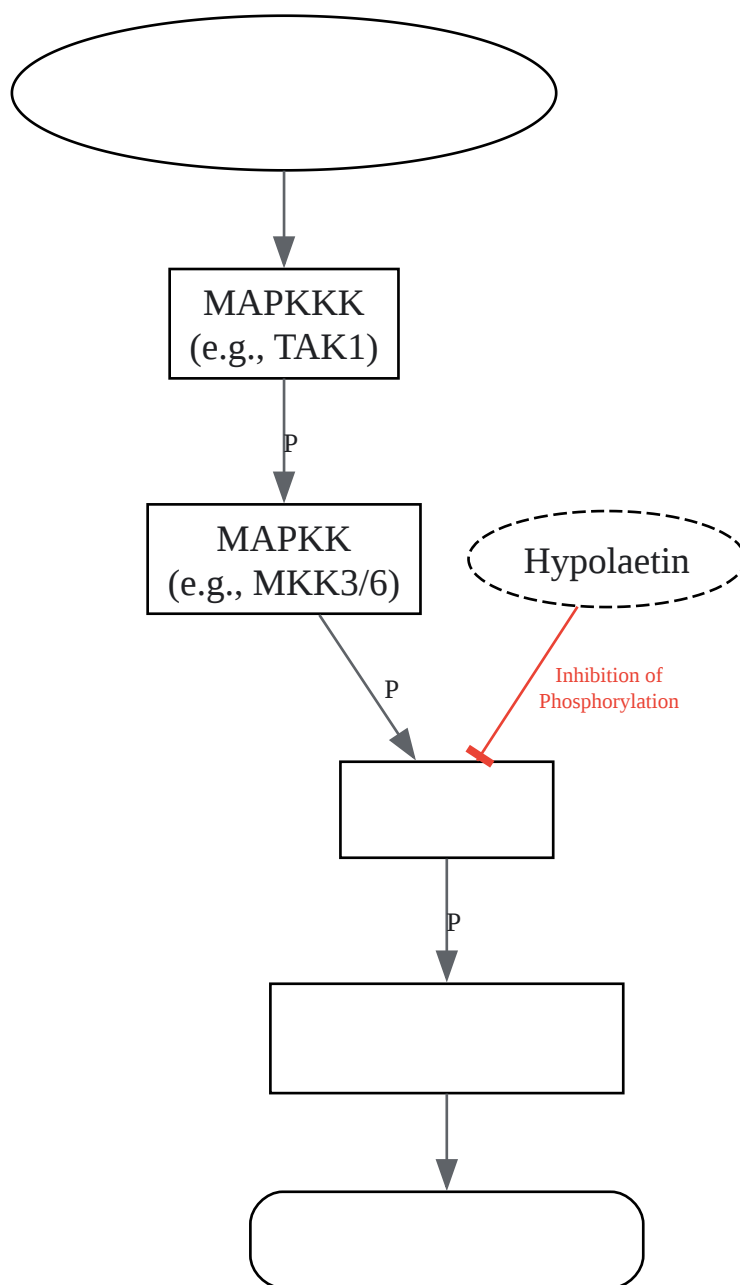 MAPKKK
(e.g., TAK1)
P
MAPKK
(e.g., MKK3/6)
Hypolaetin
P
Inhibition of
Phosphorylation
P